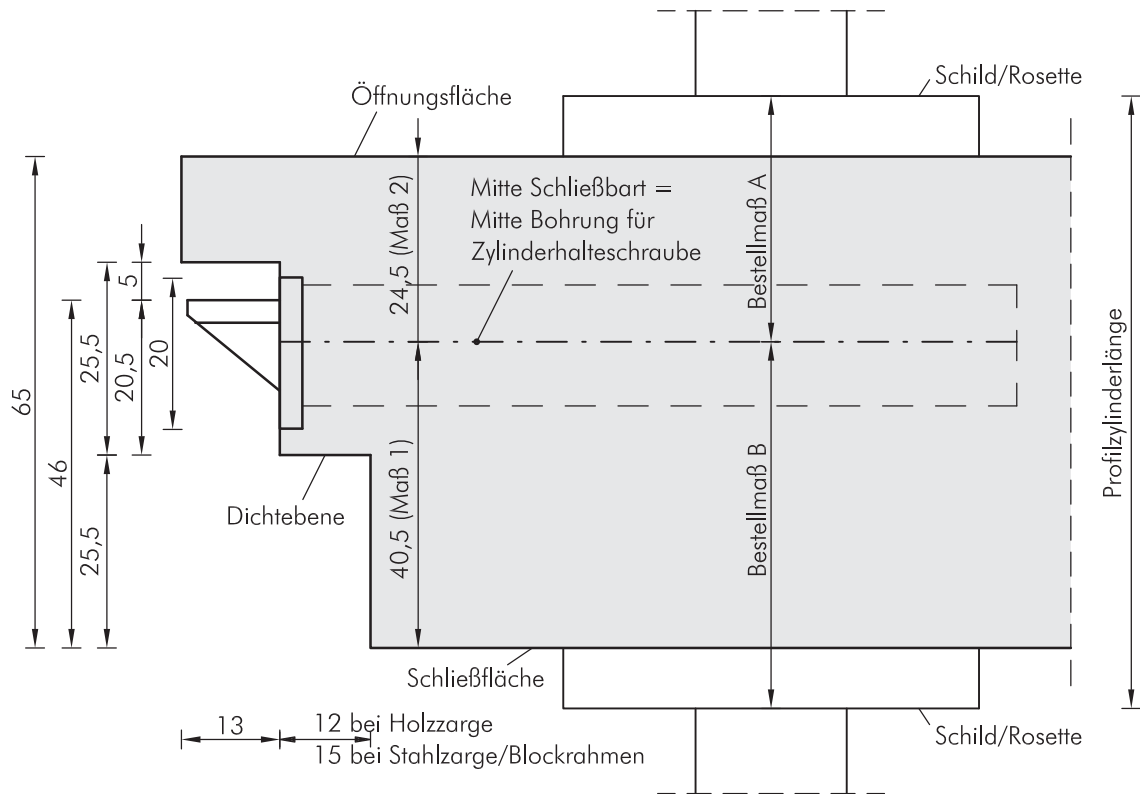 Schild/Rosette
Öffnungsfläche
Mitte Schließbart =
Mitte Bohrung für
Zylinderhalteschraube
24,5 (Maß 2)
Bestellmaß A
5
25,5
20,5
20
65
46
25,5
40,5 (Maß 1)
Bestellmaß B
Profilzylinderlänge
Dichtebene
Schließfläche
13
12 bei Holzzarge
15 bei Stahlzarge/Blockrahmen
Schild/Rosette